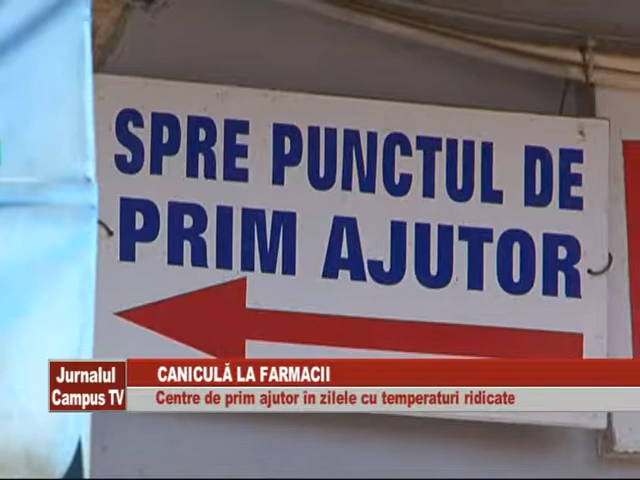 SPRE PUNCTUL DE
PRIM AJUTOR
Jurnalul
Campus TV
CANICULĂ LA FARMACII
Centre de prim ajutor în zilele cu temperaturi ridicate